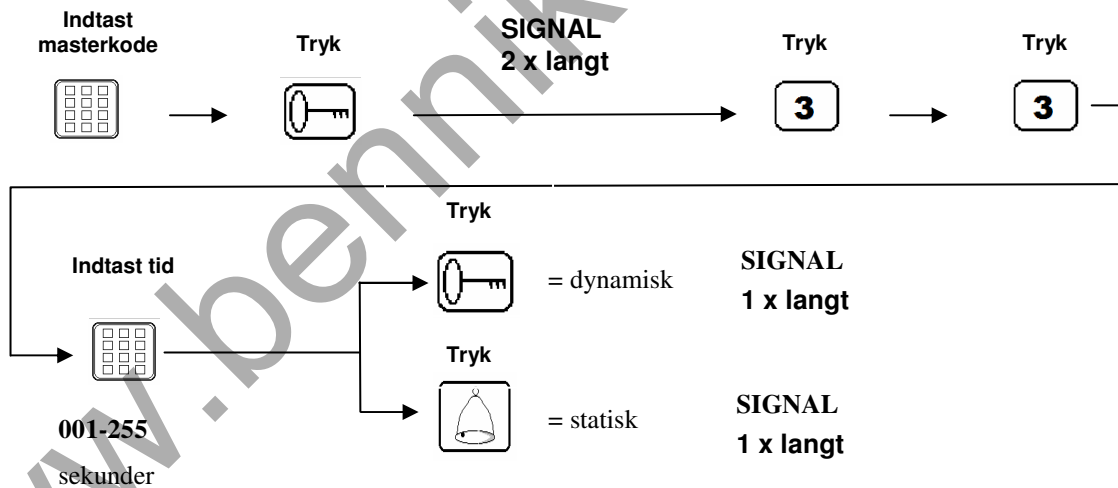 Indtast
masterkode
Tryk
SIGNAL
2 x langt
Tryk
3
Tryk
3
Indtast tid
001-255
sekunder
Tryk
= dynamisk
SIGNAL
1 x langt
Tryk
= statisk
SIGNAL
1 x langt
w.bennik